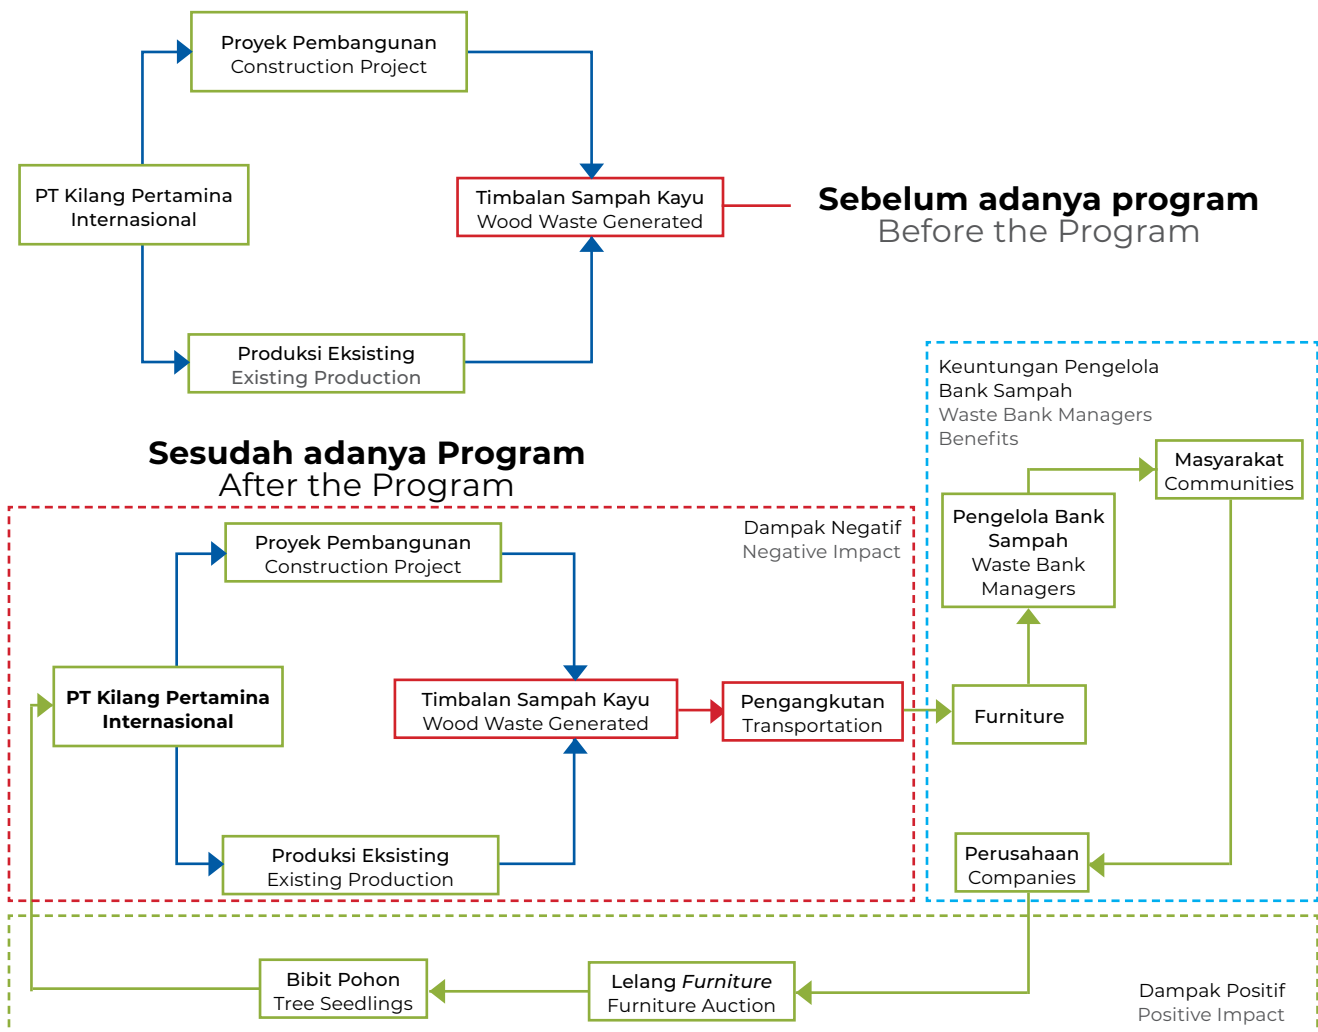 Proyek Pembangunan
Construction Project
PT Kilang Pertamina
Internasional
Timbalan Sampah Kayu
Wood Waste Generated
Sebelum adanya program
Before the Program
Produksi Eksisting
Existing Production
Sesudah adanya Program
After the Program
Keuntungan Pengelola
Bank Sampah
Waste Bank Managers
Benefits
Masyarakat
Communities
Pengelola Bank
Sampah
Waste Bank
Managers
Dampak Negatif
Negative Impact
Proyek Pembangunan
Construction Project
PT Kilang Pertamina
Internasional
Timbalan Sampah Kayu
Wood Waste Generated
Pengangkutan
Transportation
Furniture
Produksi Eksisting
Existing Production
Perusahaan
Companies
Bibit Pohon
Tree Seedlings
Lelang Furniture
Furniture Auction
Dampak Positif
Positive Impact